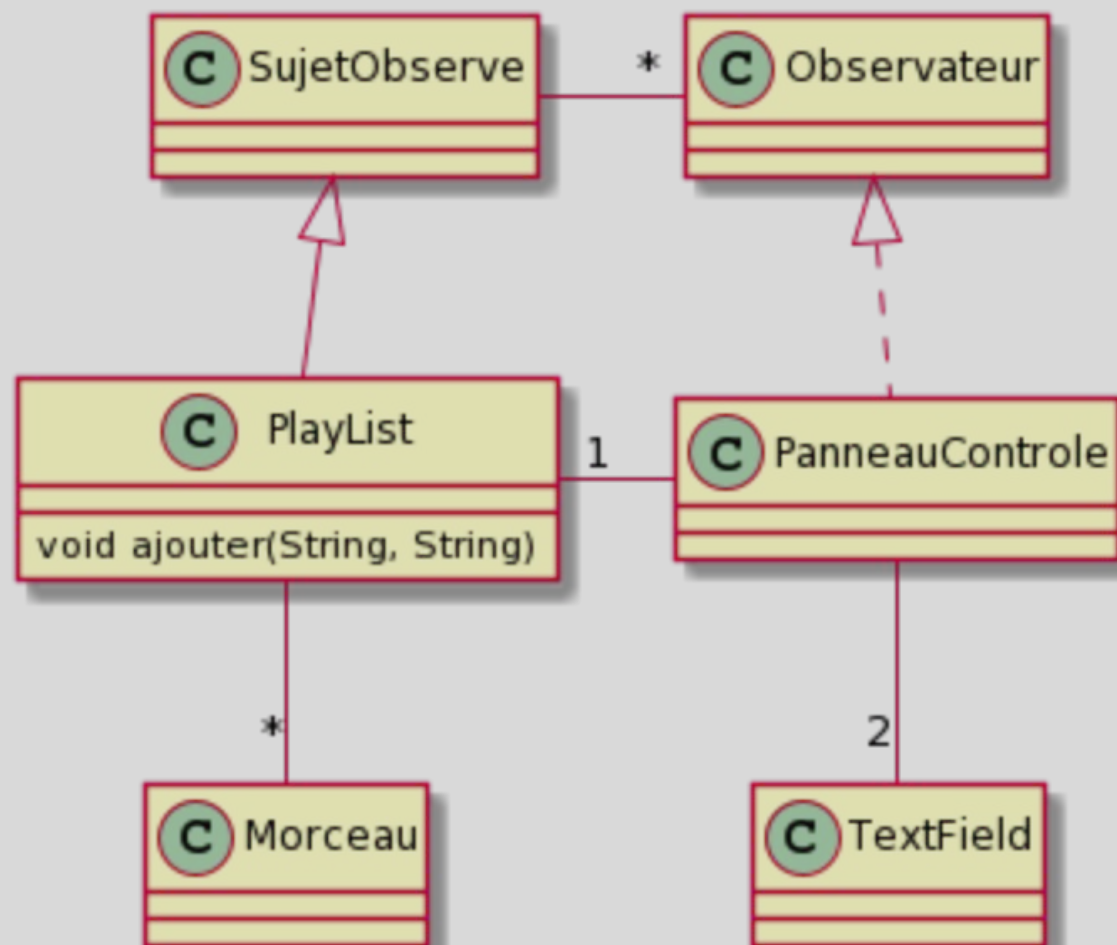 C SujetObserve
*
C Observateur
C PlayList
void ajouter(String, String)
1
C PanneauControle
*
2
C Morceau
C TextField